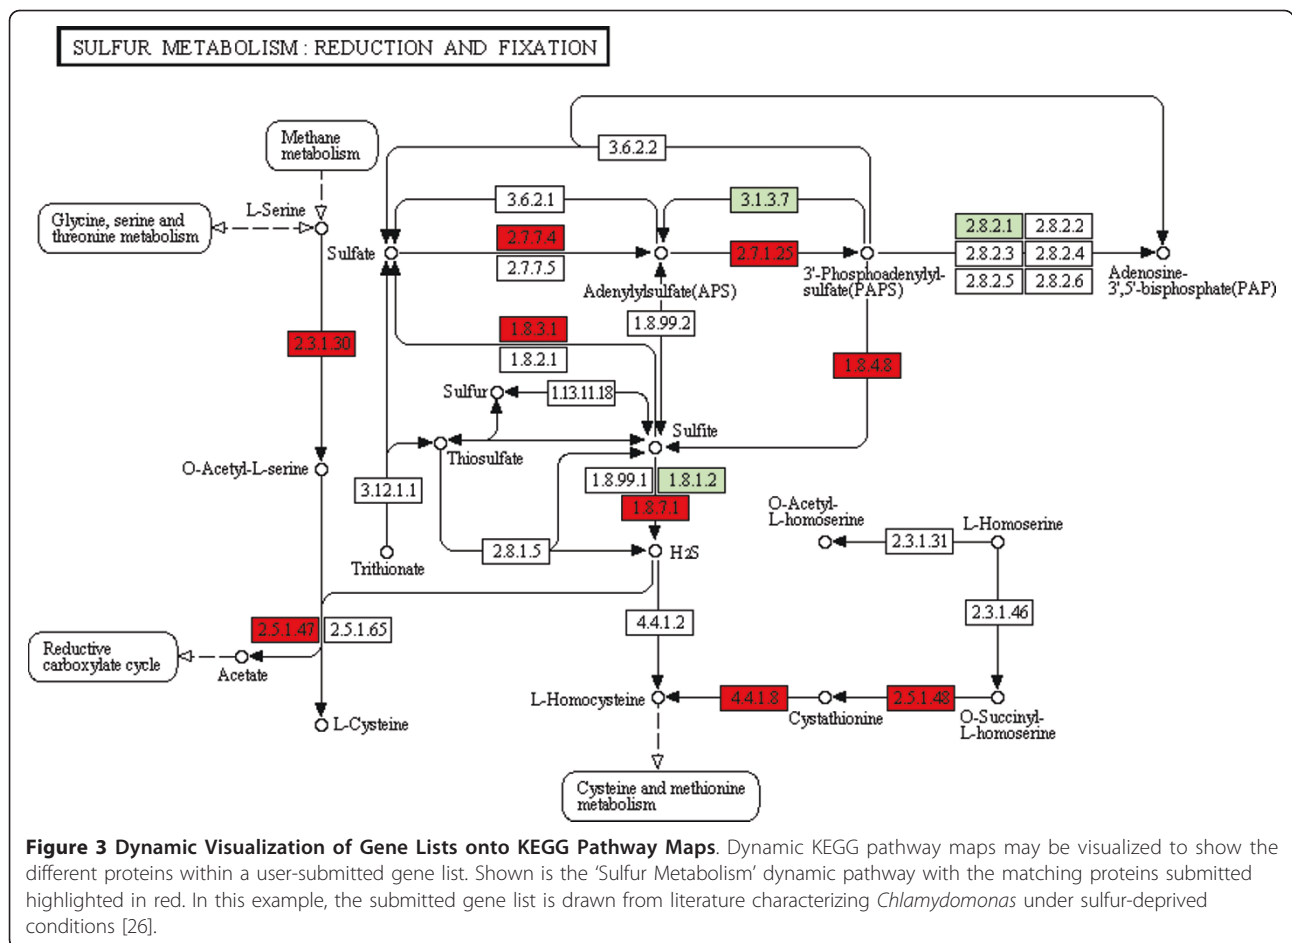 SULFUR METABOLISM : REDUCTION AND FIXATION
Methane
metabolism
3.6.2.2
L-Serine
Glycine, serine and
threonine metabolism
3.6.2.1
3.1.3.7
Sulfate
2.7.7.4
2.7.7.5
2.7.1.25
2.8.2.1
2.8.2.2
2.8.2.3
2.8.2.4
2.8.2.5
2.8.2.6
Adenylylsulfate(APS)
3'-Phosphoadenylyl-
sulfate(PAPS)
Adenosine-
3',5'-bisphosphate(PAP)
1.8.99.2
2.3.1.30
1.8.3.1
1.8.2.1
1.8.4.8
Sulfur
1.13.11.18
Sulfite
Thiosulfate
O-Acetyl-L-serine
3.12.1.1
1.8.99.1
1.8.1.2
1.8.7.1
O-Acetyl-
L-homoserine
L-Homoserine
2.3.1.31
Trithionate
2.8.1.5
H2S
2.5.1.47
2.5.1.65
4.4.1.2
2.3.1.46
Reductive
carboxylate cycle
Acetate
L-Cysteine
L-Homocysteine
4.4.1.8
Cystathionine
2.5.1.48
O-Succinyl-
L-homoserine
Cysteine and methionine
metabolism
Figure 3 Dynamic Visualization of Gene Lists onto KEGG Pathway Maps. Dynamic KEGG pathway maps may be visualized to show the
different proteins within a user-submitted gene list. Shown is the ‘Sulfur Metabolism’ dynamic pathway with the matching proteins submitted
highlighted in red. In this example, the submitted gene list is drawn from literature characterizing Chlamydomonas under sulfur-deprived
conditions [26].